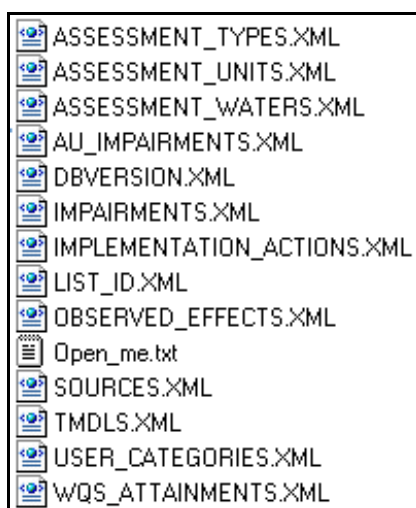 ASSESSMENT_TYPES.XML
ASSESSMENT_UNITS.XML
ASSESSMENT_WATERS.XML
AU_IMPAIRMENTS.XML
DBVERSION.XML
IMPAIRMENTS.XML
IMPLEMENTATION_ACTIONS.XML
LIST_ID.XML
OBSERVED_EFFECTS.XML
Open_me.txt
SOURCES.XML
TMDLS.XML
USER_CATEGORIES.XML
WQS_ATTAINMENTS.XML